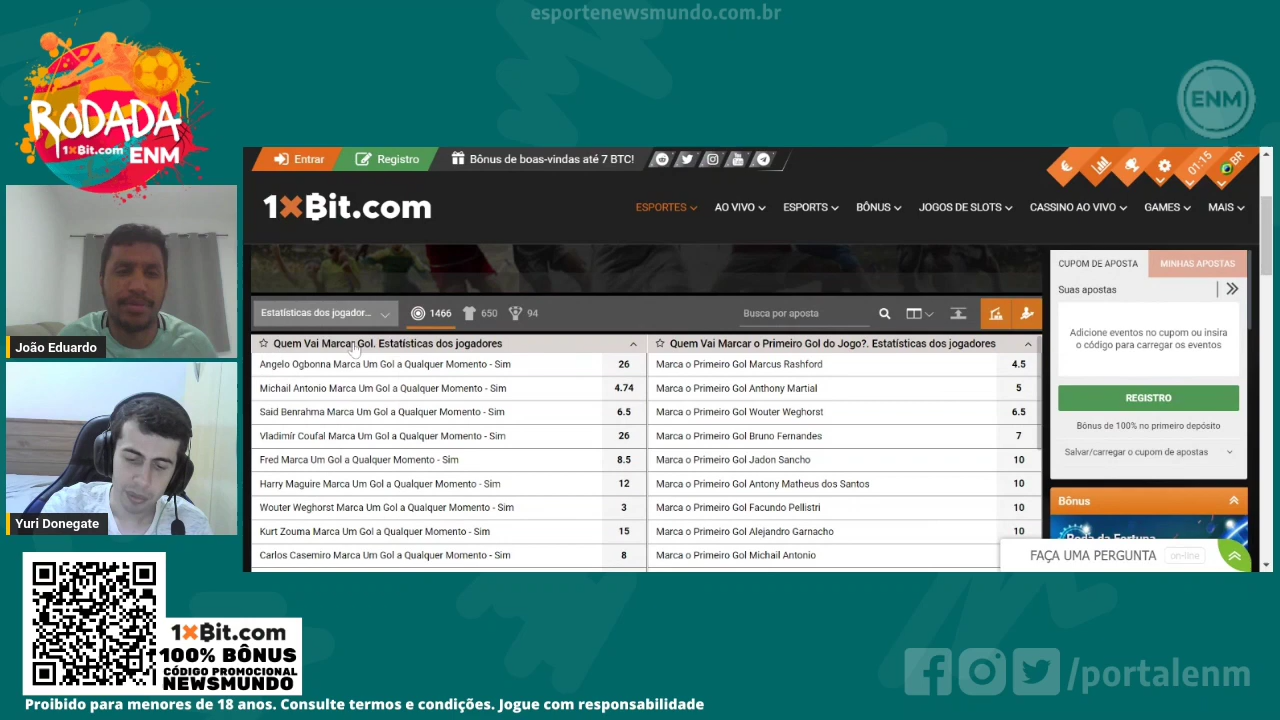 esportenewsmundo.com.br
RODADA
1×Bit.com
ENM
ENM
Entrar
Registro
Bônus de boas-vindas até 7 BTC!
01:15
BR
1×Bit.com
ESPORTES
AO VIVO
ESPORTS
BÔNUS
JOGOS DE SLOTS
CASSINO AO VIVO
GAMES
MAIS
Estatísticas dos jogador...
1466
650
94
Busca por aposta
Quem Vai Marcar Gol. Estatísticas dos jogadores
Angelo Ogbonna Marca Um Gol a Qualquer Momento - Sim 26
Michail Antonio Marca Um Gol a Qualquer Momento - Sim 4.74
Said Benrahma Marca Um Gol a Qualquer Momento - Sim 6.5
Vladimír Coufal Marca Um Gol a Qualquer Momento - Sim 26
Fred Marca Um Gol a Qualquer Momento - Sim 8.5
Harry Maguire Marca Um Gol a Qualquer Momento - Sim 12
Wouter Weghorst Marca Um Gol a Qualquer Momento - Sim 3
Kurt Zouma Marca Um Gol a Qualquer Momento - Sim 15
Carlos Casemiro Marca Um Gol a Qualquer Momento - Sim 8
Quem Vai Marcar o Primeiro Gol do Jogo?. Estatísticas dos jogadores
Marca o Primeiro Gol Marcus Rashford 4.5
Marca o Primeiro Gol Anthony Martial 5
Marca o Primeiro Gol Wouter Weghorst 6.5
Marca o Primeiro Gol Bruno Fernandes 7
Marca o Primeiro Gol Jadon Sancho 10
Marca o Primeiro Gol Antony Matheus dos Santos 10
Marca o Primeiro Gol Facundo Pellistri 10
Marca o Primeiro Gol Alejandro Garnacho 10
Marca o Primeiro Gol Michail Antonio
CUPOM DE APOSTA
MINHAS APOSTAS
Suas apostas
Adicione eventos no cupom ou insira
o código para carregar os eventos
REGISTRO
Bônus de 100% no primeiro depósito
Salvar/carregar o cupom de apostas
Bônus
Roda da Fortuna
FAÇA UMA PERGUNTA
on-line
João Eduardo
Yuri Donegate
1×Bit.com
100% BÔNUS
CÓDIGO PROMOCIONAL
NEWSMUNDO
/portalenm
Proibido para menores de 18 anos. Consulte termos e condições. Jogue com responsabilidade